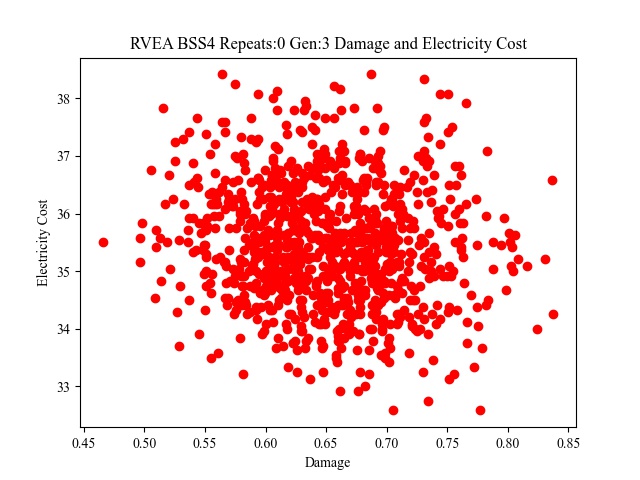 RVEA BSS4 Repeats:0 Gen:3 Damage and Electricity Cost
38
37
36
35
34
33
Electricity Cost
0.45 0.50 0.55 0.60 0.65 0.70 0.75 0.80 0.85
Damage